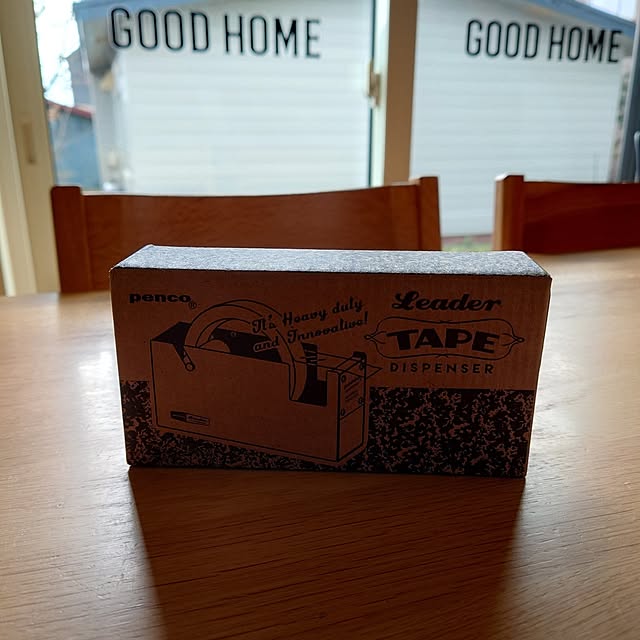 GOOD HOME
GOOD HOME
penco®
It's Heavy duty
and Innovative!
Leader
TAPE
DISPENSER